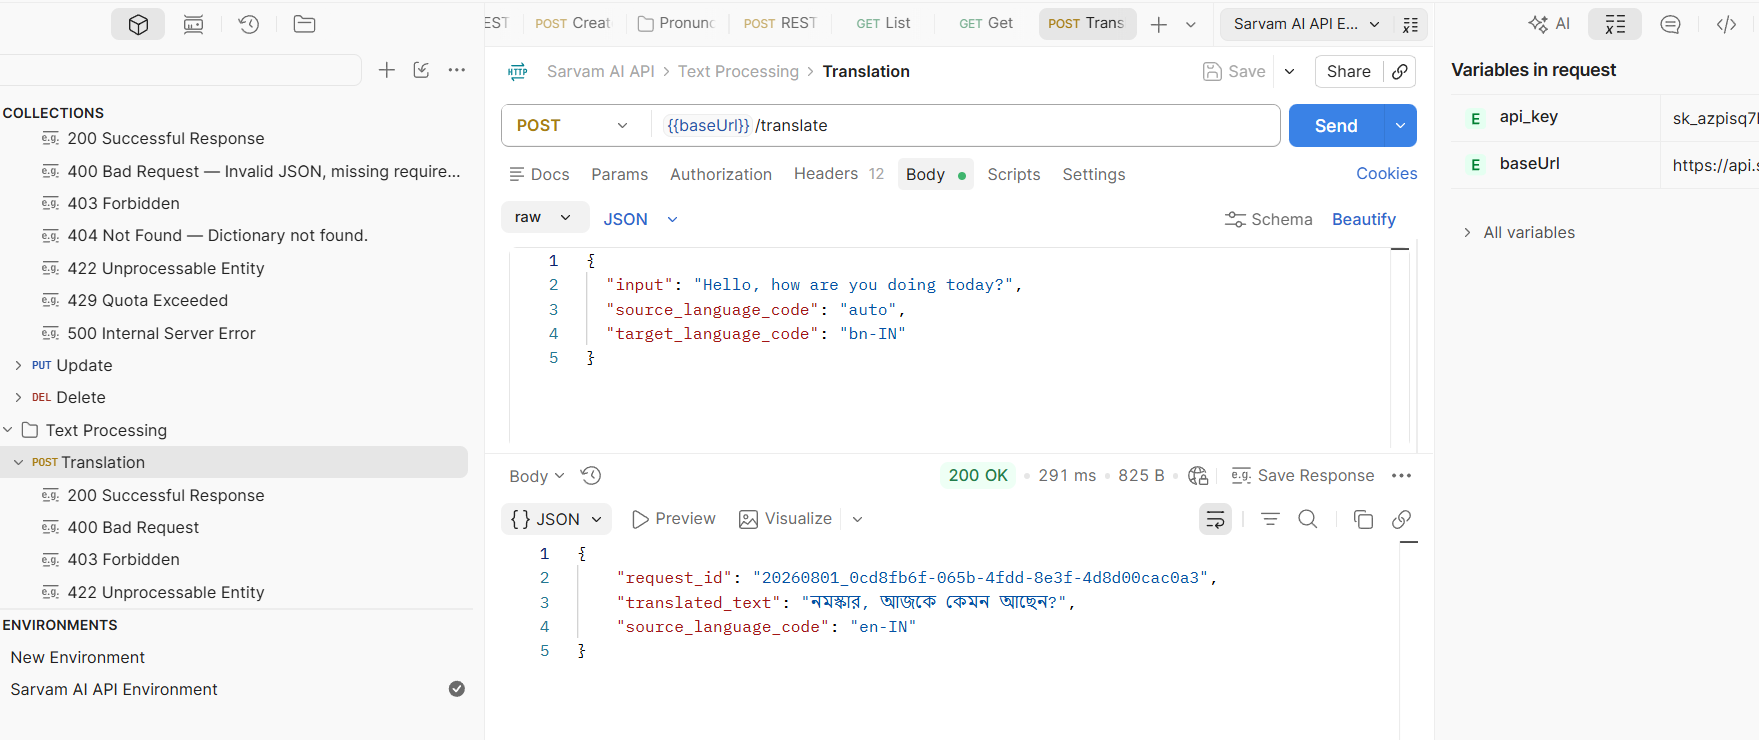 EST
POST Creat
Pronunc
POST REST
GET List
GET Get
POST Trans
Sarvam AI API E...
AI
COLLECTIONS
e.g. 200 Successful Response
e.g. 400 Bad Request — Invalid JSON, missing require...
e.g. 403 Forbidden
e.g. 404 Not Found — Dictionary not found.
e.g. 422 Unprocessable Entity
e.g. 429 Quota Exceeded
e.g. 500 Internal Server Error
PUT Update
DEL Delete
Text Processing
POST Translation
e.g. 200 Successful Response
e.g. 400 Bad Request
e.g. 403 Forbidden
e.g. 422 Unprocessable Entity
ENVIRONMENTS
New Environment
Sarvam AI API Environment
HTTP Sarvam AI API > Text Processing > Translation
Save
Share
POST
{{baseUrl}} /translate
Send
Docs Params Authorization Headers 12 Body Scripts Settings
Cookies
raw JSON
Schema Beautify
1 {
2 "input": "Hello, how are you doing today?",
3 "source_language_code": "auto",
4 "target_language_code": "bn-IN"
5 }
Body
200 OK • 291 ms • 825 B
e.g. Save Response
{} JSON Preview Visualize
1 {
2 "request_id": "20260801_0cd8fb6f-065b-4fdd-8e3f-4d8d00cac0a3",
3 "translated_text": "নমস্কার, আজকে কেমন আছেন?",
4 "source_language_code": "en-IN"
5 }
Variables in request
E api_key sk_azpisq7
E baseUrl https://api.s
All variables